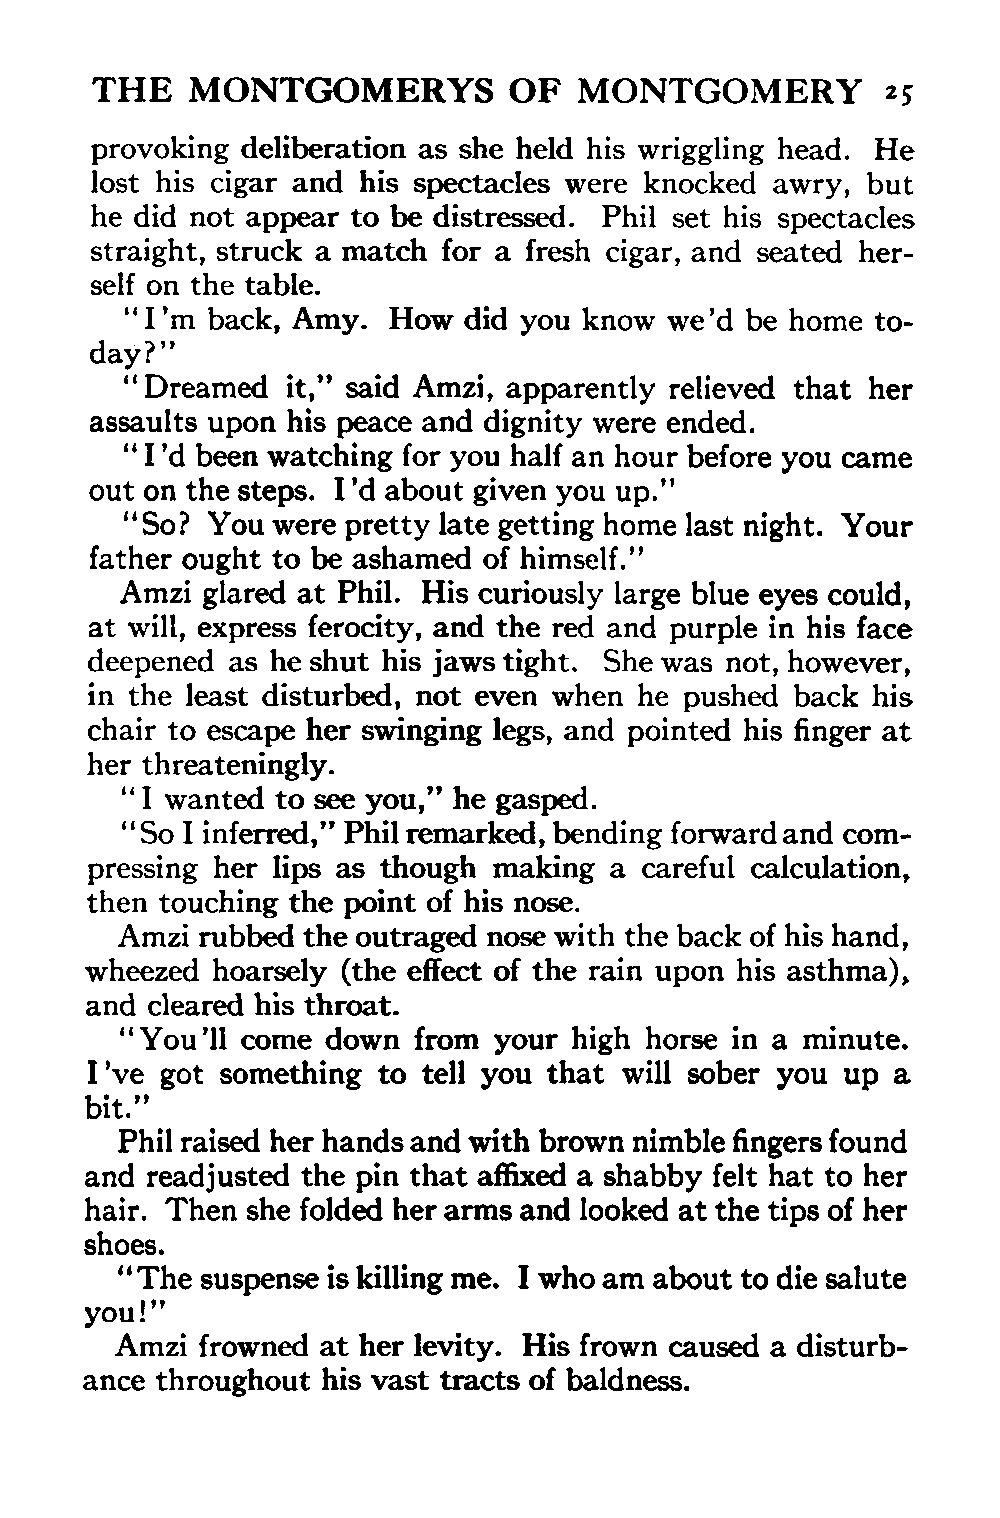 THE MONTGOMERYS OF MONTGOMERY 25
provoking deliberation as she held his wriggling head. He
lost his cigar and his spectacles were knocked awry, but
he did not appear to be distressed. Phil set his spectacles
straight, struck a match for a fresh cigar, and seated her-
self on the table.
"I'm back, Amy. How did you know we'd be home to-
day?"
"Dreamed it," said Amzi, apparently relieved that her
assaults upon his peace and dignity were ended.
"I'd been watching for you half an hour before you came
out on the steps. I'd about given you up."
"So? You were pretty late getting home last night. Your
father ought to be ashamed of himself."
Amzi glared at Phil. His curiously large blue eyes could,
at will, express ferocity, and the red and purple in his face
deepened as he shut his jaws tight. She was not, however,
in the least disturbed, not even when he pushed back his
chair to escape her swinging legs, and pointed his finger at
her threateningly.
"I wanted to see you," he gasped.
"So I inferred," Phil remarked, bending forward and com-
pressing her lips as though making a careful calculation,
then touching the point of his nose.
Amzi rubbed the outraged nose with the back of his hand,
wheezed hoarsely (the effect of the rain upon his asthma),
and cleared his throat.
"You'll come down from your high horse in a minute.
I've got something to tell you that will sober you up a
bit."
Phil raised her hands and with brown nimble fingers found
and readjusted the pin that affixed a shabby felt hat to her
hair. Then she folded her arms and looked at the tips of her
shoes.
"The suspense is killing me. I who am about to die salute
you!"
Amzi frowned at her levity. His frown caused a disturb-
ance throughout his vast tracts of baldness.